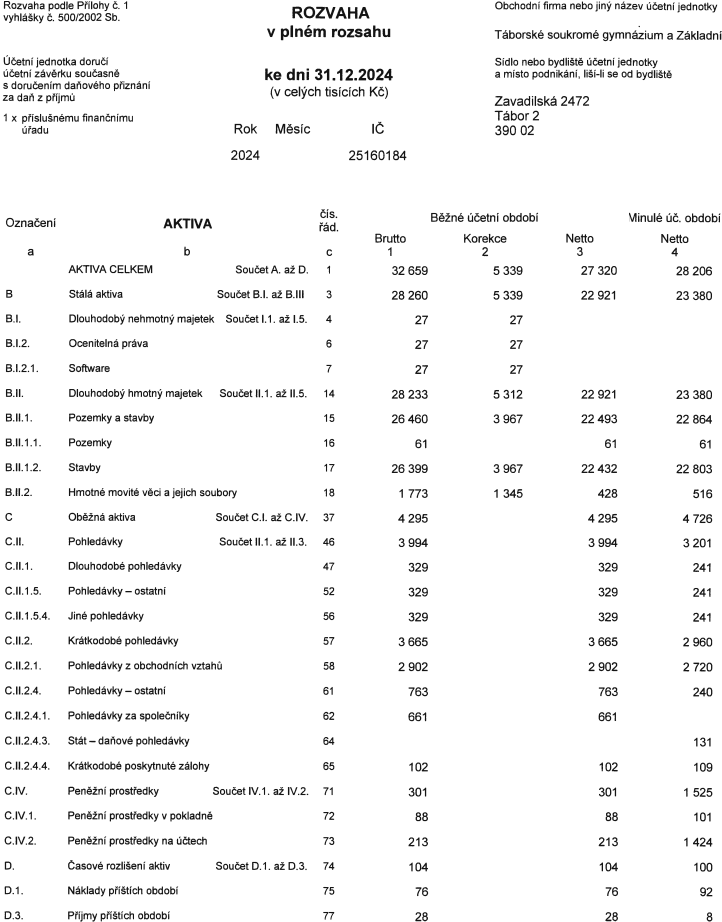 Rozvaha podle Přílohy č. 1
vyhlášky č. 500/2002 Sb.
Účetní jednotka doručí
účetní závěrku současně
s doručením daňového přiznání
za daň z příjmů
1 x příslušnému finančnímu
úřadu
ROZVAHA
v plném rozsahu
ke dni 31.12.2024
(v celých tisících Kč)
Rok Měsíc IČ
2024 25160184
Obchodní firma nebo jiný název účetní jednotky
Táborské soukromé gymnázium a Základní
Sídlo nebo bydliště účetní jednotky
a místo podnikání, liší-li se od bydliště
Zavadilská 2472
Tábor 2
390 02
Označení AKTIVA čís. řád. Běžné účetní období Minulé úč. období
Brutto Korekce Netto Netto
a b c 1 2 3 4
AKTIVA CELKEM Součet A. až D. 1 32 659 5 339 27 320 28 206
B Stálá aktiva Součet B.I. až B.III 3 28 260 5 339 22 921 23 380
B.I. Dlouhodobý nehmotný majetek Součet I.1. až I.5. 4 27 27
B.I.2. Ocenitelná práva 6 27 27
B.I.2.1. Software 7 27 27
B.II. Dlouhodobý hmotný majetek Součet II.1. až II.5. 14 28 233 5 312 22 921 23 380
B.II.1. Pozemky a stavby 15 26 460 3 967 22 493 22 864
B.II.1.1. Pozemky 16 61 61 61
B.II.1.2. Stavby 17 26 399 3 967 22 432 22 803
B.II.2. Hmotné movité věci a jejich soubory 18 1 773 1 345 428 516
C Oběžná aktiva Součet C.I. až C.IV. 37 4 295 4 295 4 726
C.II. Pohledávky Součet II.1. až II.3. 46 3 994 3 994 3 201
C.II.1. Dlouhodobé pohledávky 47 329 329 241
C.II.1.5. Pohledávky – ostatní 52 329 329 241
C.II.1.5.4. Jiné pohledávky 56 329 329 241
C.II.2. Krátkodobé pohledávky 57 3 665 3 665 2 960
C.II.2.1. Pohledávky z obchodních vztahů 58 2 902 2 902 2 720
C.II.2.4. Pohledávky – ostatní 61 763 763 240
C.II.2.4.1. Pohledávky za společníky 62 661 661
C.II.2.4.3. Stát – daňové pohledávky 64 131
C.II.2.4.4. Krátkodobé poskytnuté zálohy 65 102 102 109
C.IV. Peněžní prostředky Součet IV.1. až IV.2. 71 301 301 1 525
C.IV.1. Peněžní prostředky v pokladně 72 88 88 101
C.IV.2. Peněžní prostředky na účtech 73 213 213 1 424
D. Časové rozlišení aktiv Součet D.1. až D.3. 74 104 104 100
D.1. Náklady příštích období 75 76 76 92
D.3. Příjmy příštích období 77 28 28 8